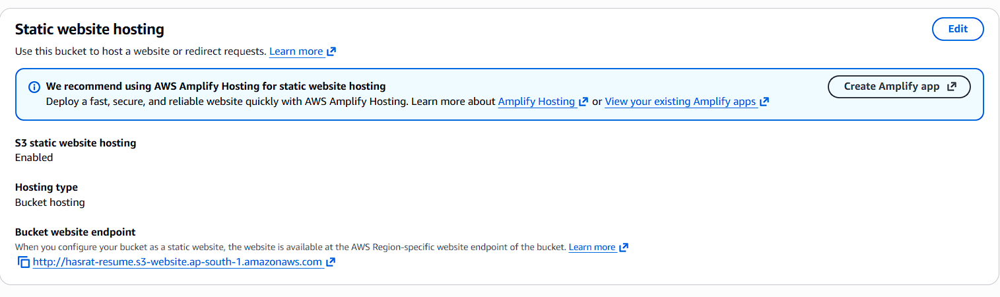 Static website hosting
Edit
Use this bucket to host a website or redirect requests. Learn more
We recommend using AWS Amplify Hosting for static website hosting
Create Amplify app
Deploy a fast, secure, and reliable website quickly with AWS Amplify Hosting. Learn more about Amplify Hosting or View your existing Amplify apps
S3 static website hosting
Enabled
Hosting type
Bucket hosting
Bucket website endpoint
When you configure your bucket as a static website, the website is available at the AWS Region-specific website endpoint of the bucket. Learn more
http://hasrat-resume.s3-website.ap-south-1.amazonaws.com